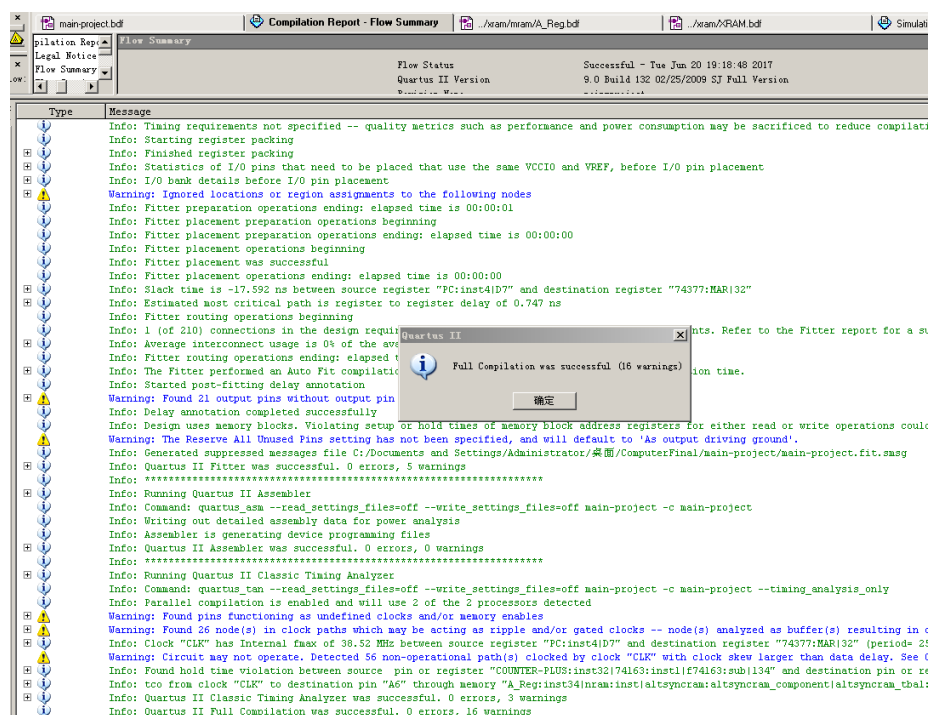 main-project.bdf
Compilation Report - Flow Summary
../xram/mram/A_Reg.bdf
../xram/XRAM.bdf
Simulati
pilation Repo
Legal Notice
Flow Summary
Flow Summary
Flow Status Successful - Tue Jun 20 19:18:48 2017
Quartus II Version 9.0 Build 132 02/25/2009 SJ Full Version
Type Message
Info: Timing requirements not specified -- quality metrics such as performance and power consumption may be sacrificed to reduce compilati
Info: Starting register packing
Info: Finished register packing
Info: Statistics of I/O pins that need to be placed that use the same VCCIO and VREF, before I/O pin placement
Info: I/O bank details before I/O pin placement
Warning: Ignored locations or region assignments to the following nodes
Info: Fitter preparation operations ending: elapsed time is 00:00:01
Info: Fitter placement preparation operations beginning
Info: Fitter placement preparation operations ending: elapsed time is 00:00:00
Info: Fitter placement operations beginning
Info: Fitter placement was successful
Info: Fitter placement operations ending: elapsed time is 00:00:00
Info: Slack time is -17.592 ns between source register "PC:inst4|D7" and destination register "74377:MAR|32"
Info: Estimated most critical path is register to register delay of 0.747 ns
Info: Fitter routing operations beginning
Info: 1 (of 210) connections in the design requir nts. Refer to the Fitter report for a su
Info: Average interconnect usage is 0% of the ava
Info: Fitter routing operations ending: elapsed t
Info: The Fitter performed an Auto Fit compilatio ion time.
Info: Started post-fitting delay annotation
Warning: Found 21 output pins without output pin
Info: Delay annotation completed successfully
Quartus II
Full Compilation was successful (16 warnings)
确定
Info: Design uses memory blocks. Violating setup or hold times of memory block address registers for either read or write operations coul
Warning: The Reserve All Unused Pins setting has not been specified, and will default to 'As output driving ground'.
Info: Generated suppressed messages file C:/Documents and Settings/Administrator/桌面/ComputerFinal/main-project/main-project.fit.smsg
Info: Quartus II Fitter was successful. 0 errors, 5 warnings
Info: *******************************************************************
Info: Running Quartus II Assembler
Info: Command: quartus_asm --read_settings_files=off --write_settings_files=off main-project -c main-project
Info: Writing out detailed assembly data for power analysis
Info: Assembler is generating device programming files
Info: Quartus II Assembler was successful. 0 errors, 0 warnings
Info: *******************************************************************
Info: Running Quartus II Classic Timing Analyzer
Info: Command: quartus_tan --read_settings_files=off --write_settings_files=off main-project -c main-project --timing_analysis_only
Info: Parallel compilation is enabled and will use 2 of the 2 processors detected
Warning: Found pins functioning as undefined clocks and/or memory enables
Warning: Found 26 node(s) in clock paths which may be acting as ripple and/or gated clocks -- node(s) analyzed as buffer(s) resulting in c
Info: Clock "CLK" has Internal fmax of 38.52 MHz between source register "PC:inst4|D7" and destination register "74377:MAR|32" (period= 25
Warning: Circuit may not operate. Detected 56 non-operational path(s) clocked by clock "CLK" with clock skew larger than data delay. See C
Info: Found hold time violation between source pin or register "COUNTER-PLUS:inst32|74163:inst1|f74163:sub|134" and destination pin or re
Info: tco from clock "CLK" to destination pin "A6" through memory "A_Reg:inst34|nram:inst|altsyncram:altsyncram_component|altsyncram_tbal:
Info: Quartus II Classic Timing Analyzer was successful. 0 errors, 3 warnings
Info: Quartus II Full Compilation was successful. 0 errors, 16 warnings